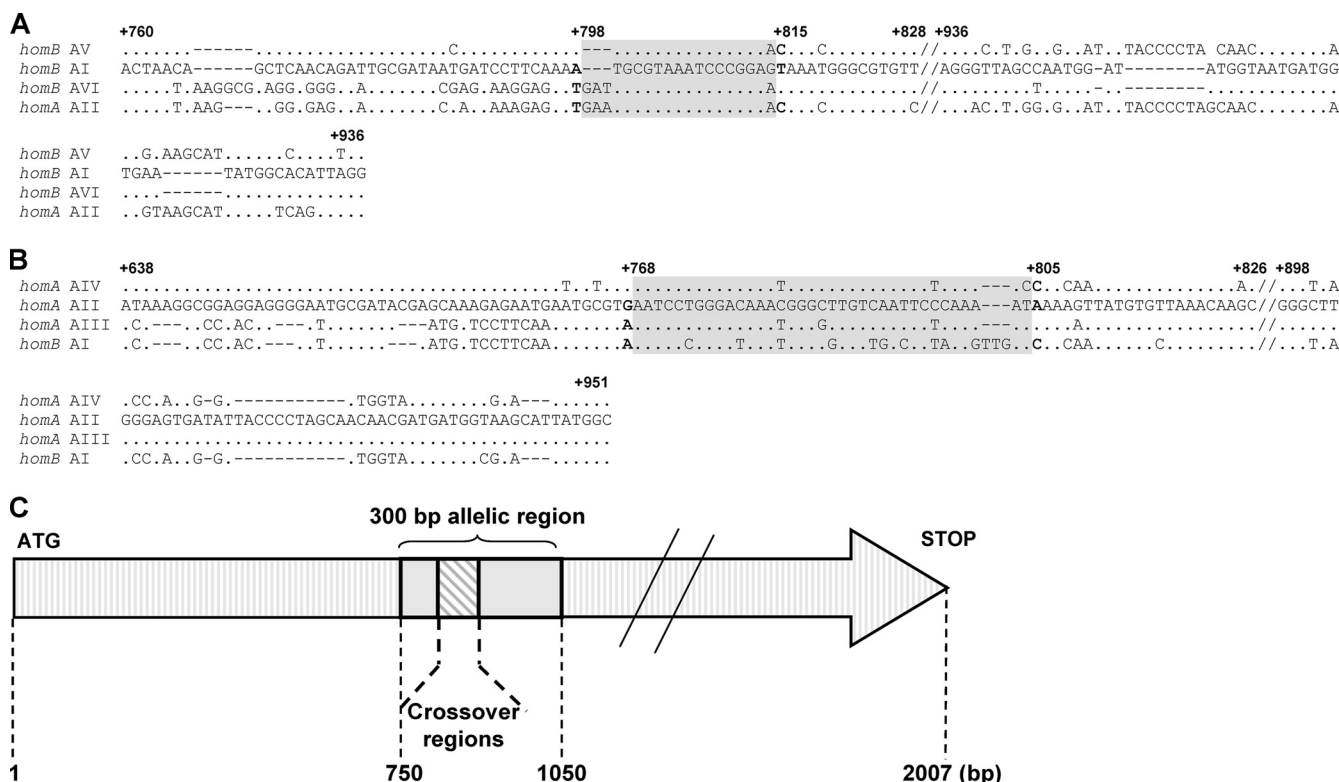 A
+760 +798 +815 +828 +936
homB AV .......------....................C............---................AC...C.........// ....C.T.G..G..AT..TACCCCTA CAAC.......A
homB AI ACTAACA------GCTCAACAGATTGCGATAATGATCCTTCAAAA---TGCGTAAATCCCGGAGTAAATGGGCGTGTT//AGGGTTAGCCAATGG-AT--------ATGGTAATGATGG
homB AVI .....T.AAGGCG.AGG.GGG..A.......CGAG.AAGGAG.TGAT...............A..............//..........T.....-..--------.............
homA AII .....T.AAG---..GG.GAG..A.....C.A..AAAGAG.TGAA...............AC...C........C//...AC.T.GG.G..AT..TACCCCTAGCAAC.......A
+936
homB AV ..G.AAGCAT......C....T..
homB AI TGAA------TATGGCACATTAGG
homB AVI ....------..............
homA AII ..GTAAGCAT.....TCAG.....
B
+638 +768 +805 +826 +898
homA AIV ...........................................T..T..................T...............T....---.CC..CAA..............A.//...T.A
homA AII ATAAAGGCGGAGGAGGGGAATGCGATACGAGCAAAGAGAATGAATGCGTGAATCCTGGGACAAACGGGCTTGTCAATTCCCAAA---ATAAAAGTTATGTGTTAAACAAGC//GGGCTT
homA AIII .C.---...CC.AC...---..T........---ATG.TCCTTCAA.......A...............T...G...........T....---.......A.................//......
homB AI .C.---...CC.AC...---..T.......---ATG.TCCTTCAA.......A.....C....T...T.....G...TG.C..TA..GTTG..C..CAA......C.........//...T.A
+951
homA AIV .CC.A..G-G.-----------.TGGTA........G.A---......
homA AII GGGAGTGATATTACCCCTAGCAACAACGATGATGGTAAGCATTATGGC
homA AIII ................................................
homB AI .CC.A..G-G.-----------.TGGTA.......CG.A---......
C
300 bp allelic region
ATG STOP
Crossover
regions
1 750 1050 2007 (bp)